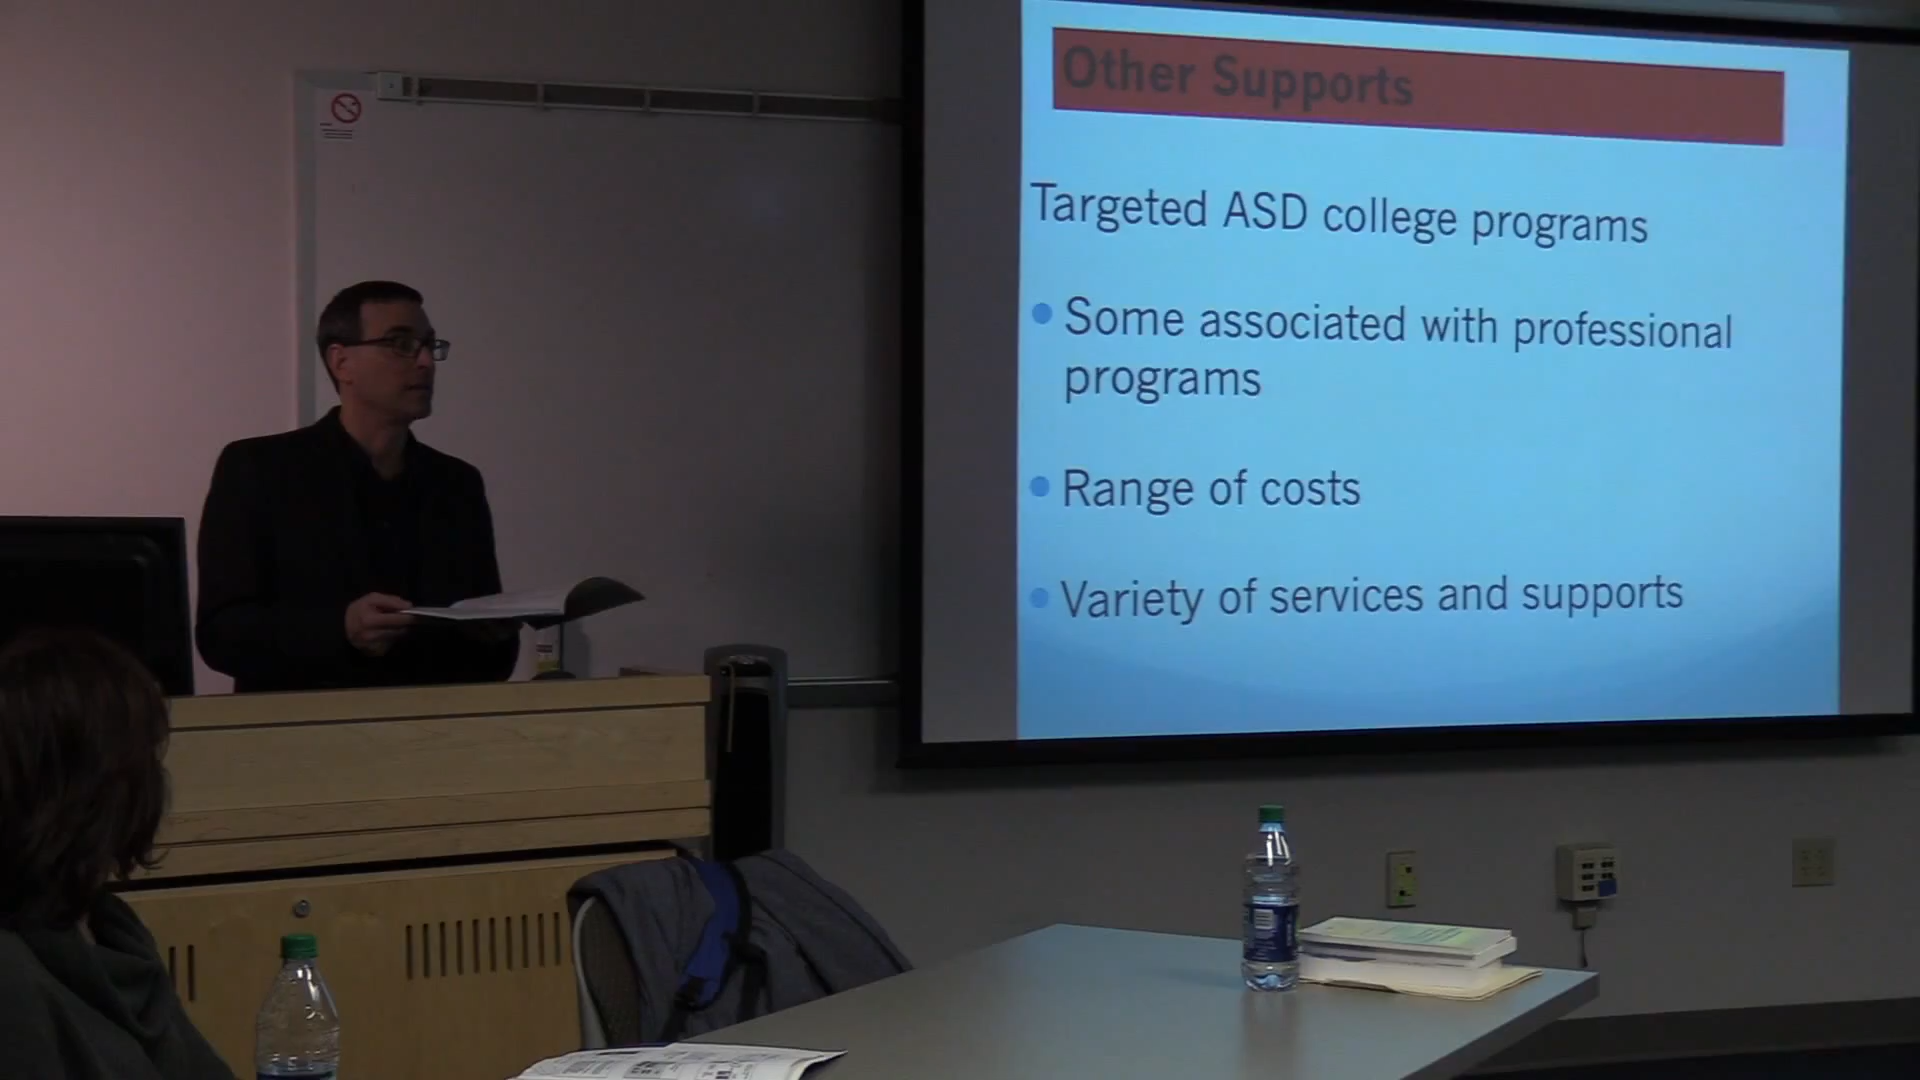 Other Supports
Targeted ASD college programs
Some associated with professional
programs
Range of costs
Variety of services and supports